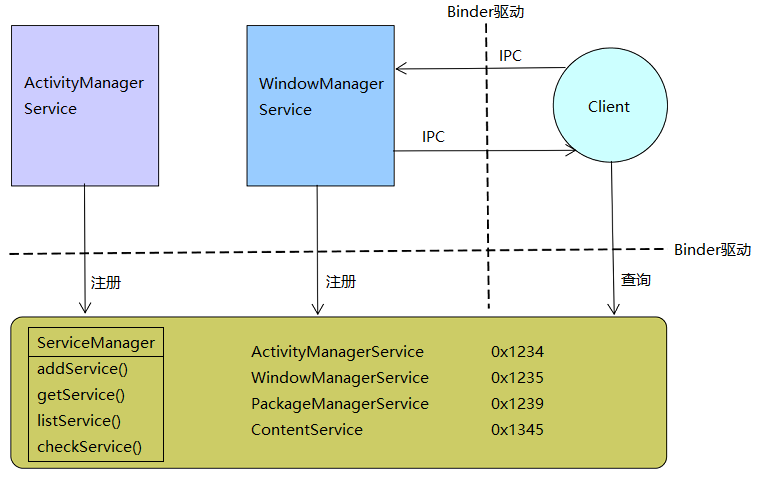 Binder驱动
IPC
ActivityManager
Service
WindowManager
Service
Client
IPC
Binder驱动
注册
注册
查询
ServiceManager
addService()
getService()
listService()
checkService()
ActivityManagerService 0x1234
WindowManagerService 0x1235
PackageManagerService 0x1239
ContentService 0x1345